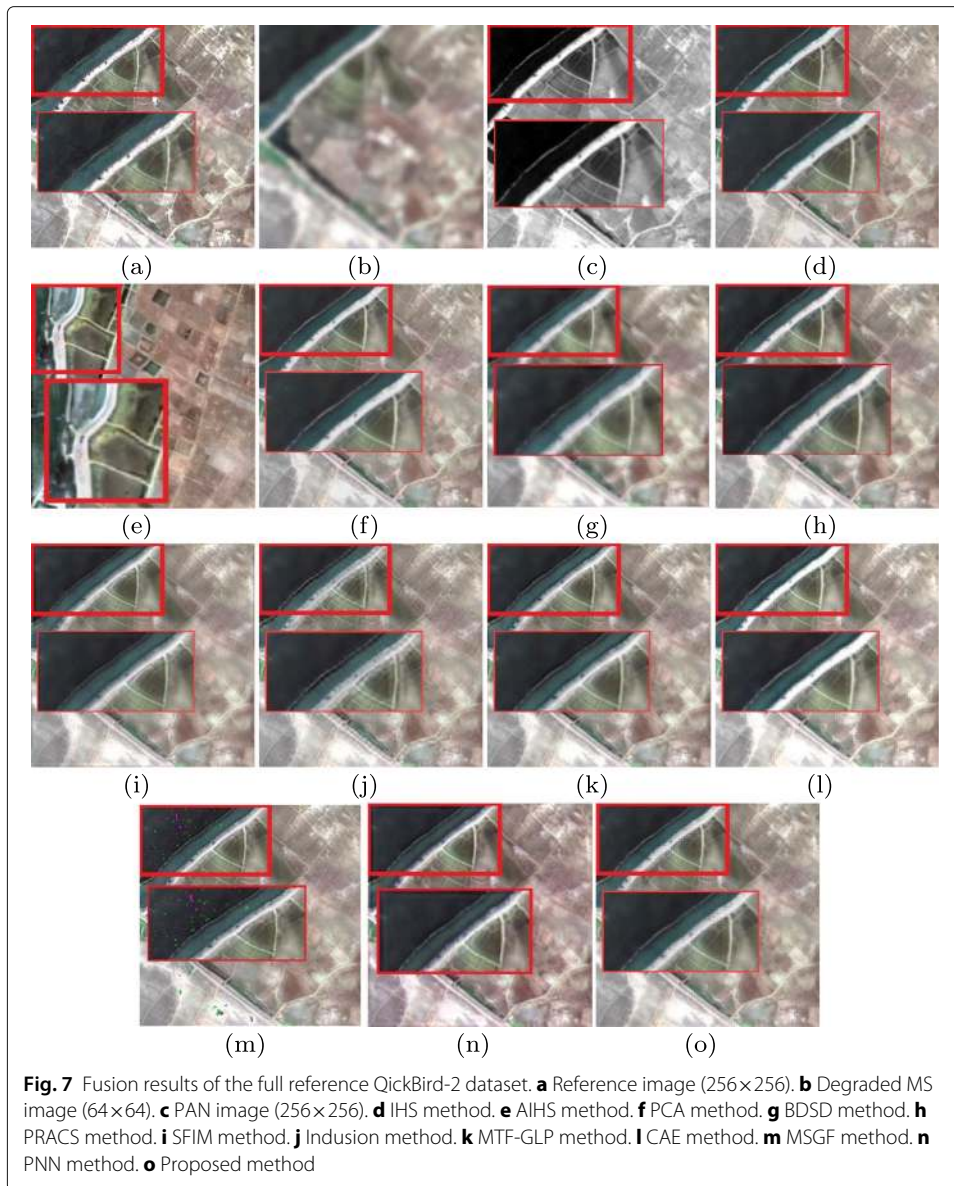 (a) (b) (c) (d)
(e) (f) (g) (h)
(i) (j) (k) (l)
(m) (n) (o)
Fig. 7 Fusion results of the full reference QickBird-2 dataset. a Reference image (256×256). b Degraded MS
image (64×64). c PAN image (256×256). d IHS method. e AIHS method. f PCA method. g BDSD method. h
PRACS method. i SFIM method. j Indusion method. k MTF-GLP method. l CAE method. m MSGF method. n
PNN method. o Proposed method